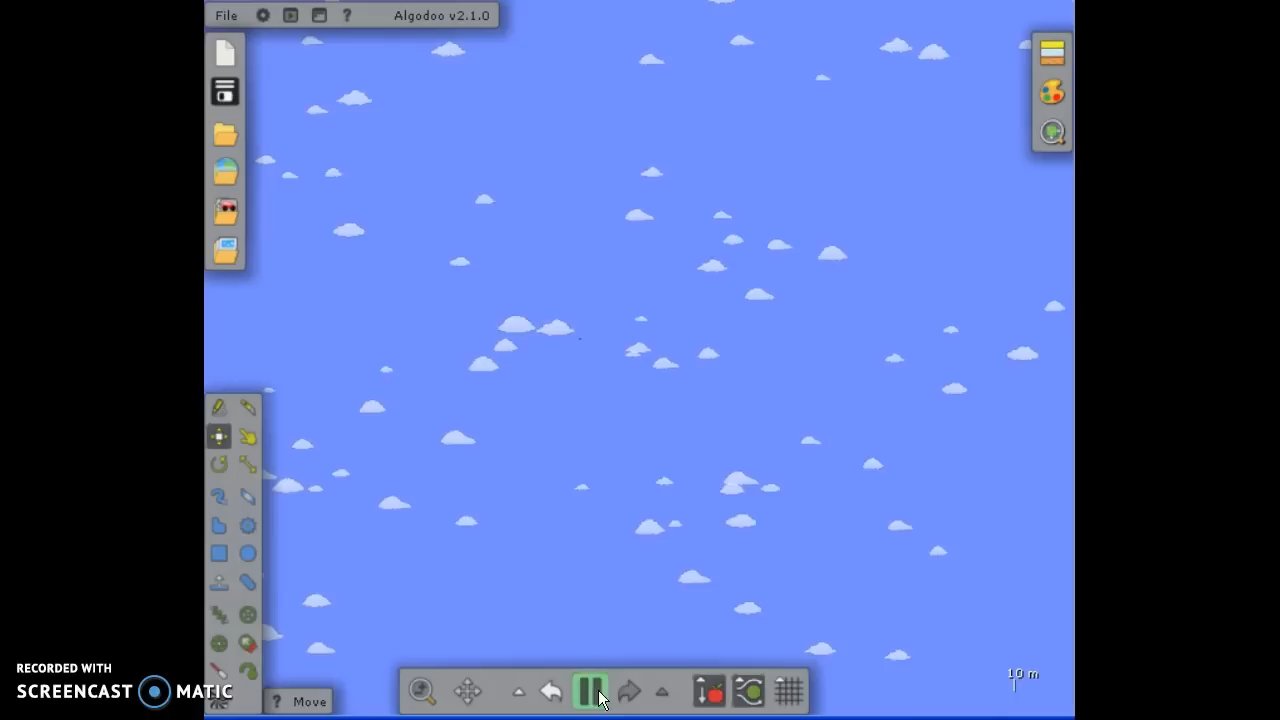 File ? Algodoo v2.1.0
10 m
RECORDED WITH
SCREENCAST MATIC
? Move